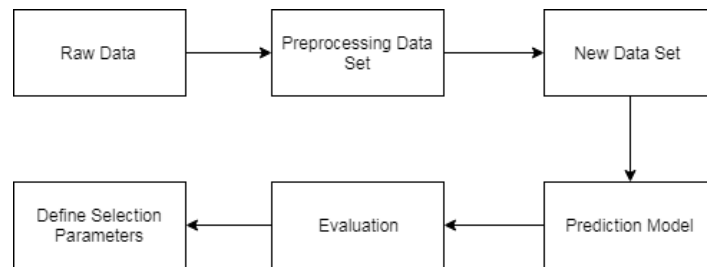 Raw Data
Preprocessing Data
Set
New Data Set
Define Selection
Parameters
Evaluation
Prediction Model